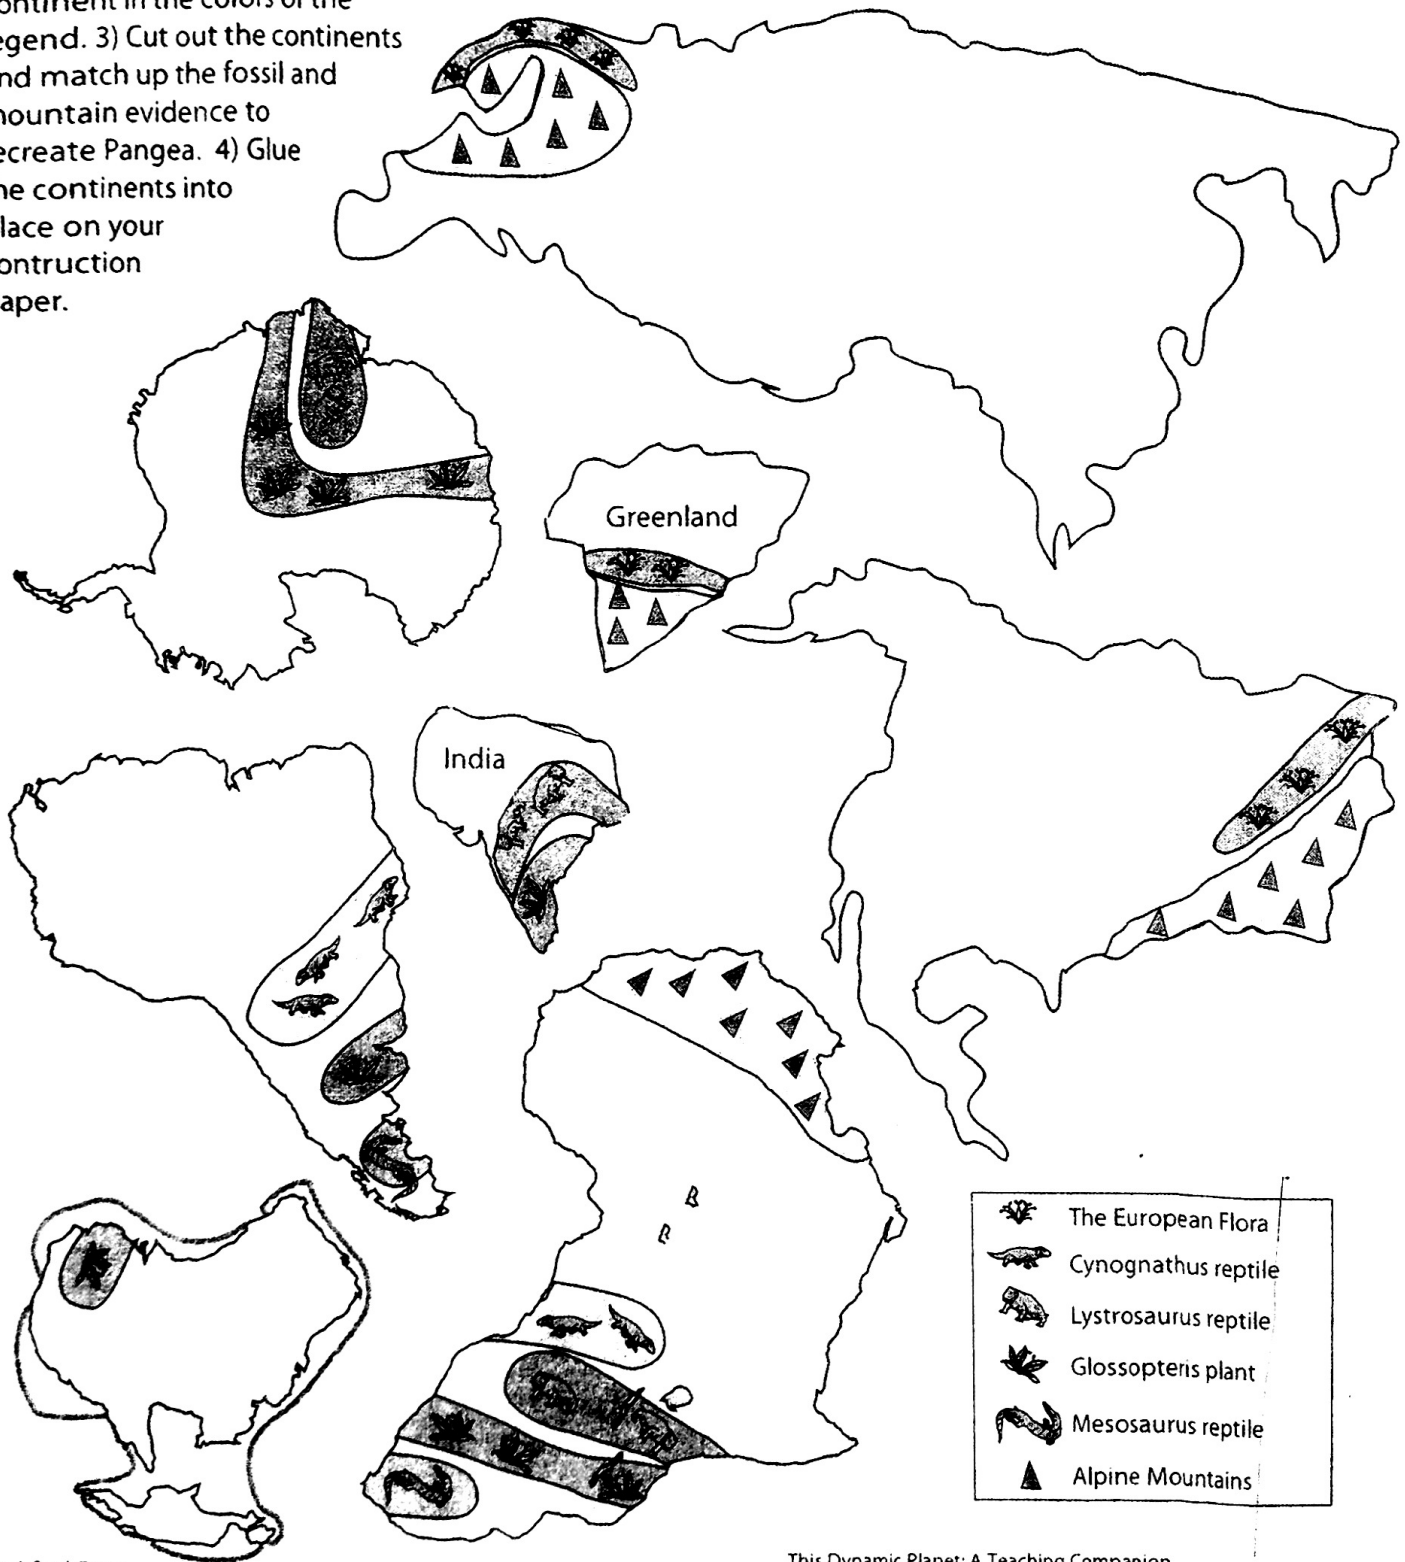 ontinent in the colors of the
egend. 3) Cut out the continents
nd match up the fossil and
nountain evidence to
ecreate Pangea. 4) Glue
he continents into
lace on your
ontruction
aper.
Greenland
India
The European Flora
Cynognathus reptile
Lystrosaurus reptile
Glossopteris plant
Mesosaurus reptile
Alpine Mountains
This Dynamic Planet: A Teaching Companion